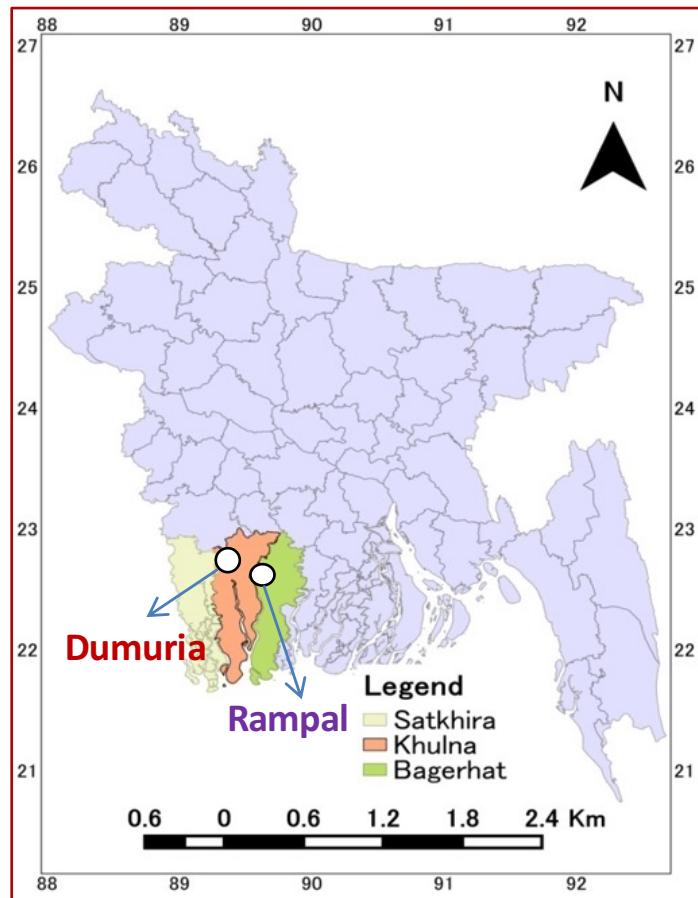 88 89 90 91 92
27 27
N
26 26
25 25
24 24
23 23
22 22
Dumuria
Rampal
Legend
Satkhira
Khulna
Bagerhat
21 21
0.6 0 0.6 1.2 1.8 2.4 Km
88 89 90 91 92